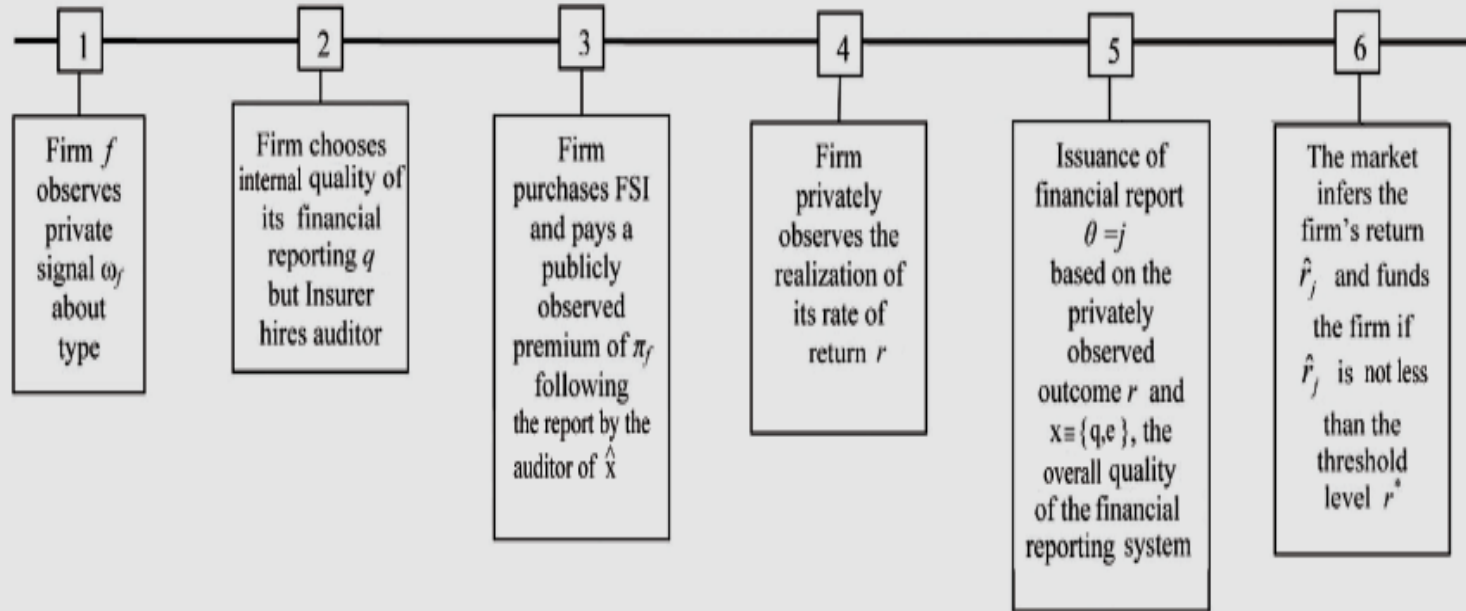 1
Firm f
observes
private
signal ω_f
about
type
2
Firm chooses
internal quality of
its financial
reporting q
but Insurer
hires auditor
3
Firm
purchases FSI
and pays a
publicly
observed
premium of π_f
following
the report by the
auditor of x̂
4
Firm
privately
observes the
realization of
its rate of
return r
5
Issuance of
financial report
θ =j
based on the
privately
observed
outcome r and
x≡{q,e}, the
overall quality
of the financial
reporting system
6
The market
infers the
firm's return
r̂_j and funds
the firm if
r̂_j is not less
than the
threshold
level r*